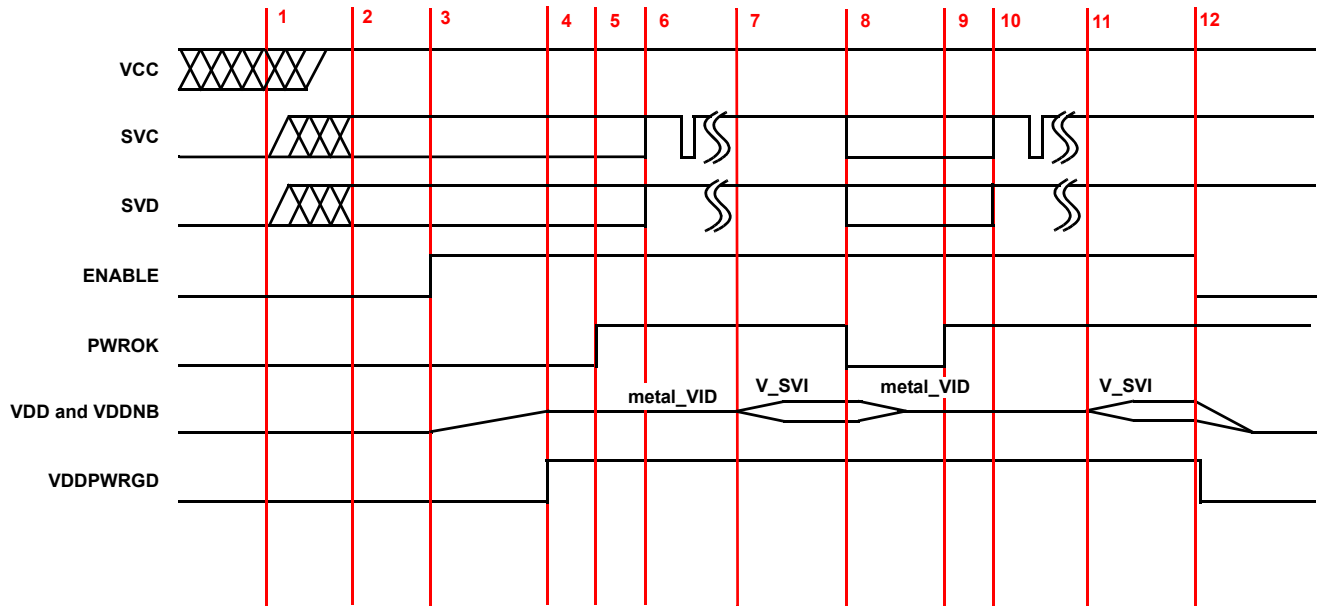 1 2 3 4 5 6 7 8 9 10 11 12
VCC
SVC
SVD
ENABLE
PWROK
metal_VID V_SVI metal_VID V_SVI
VDD and VDDNB
VDDPWRGD